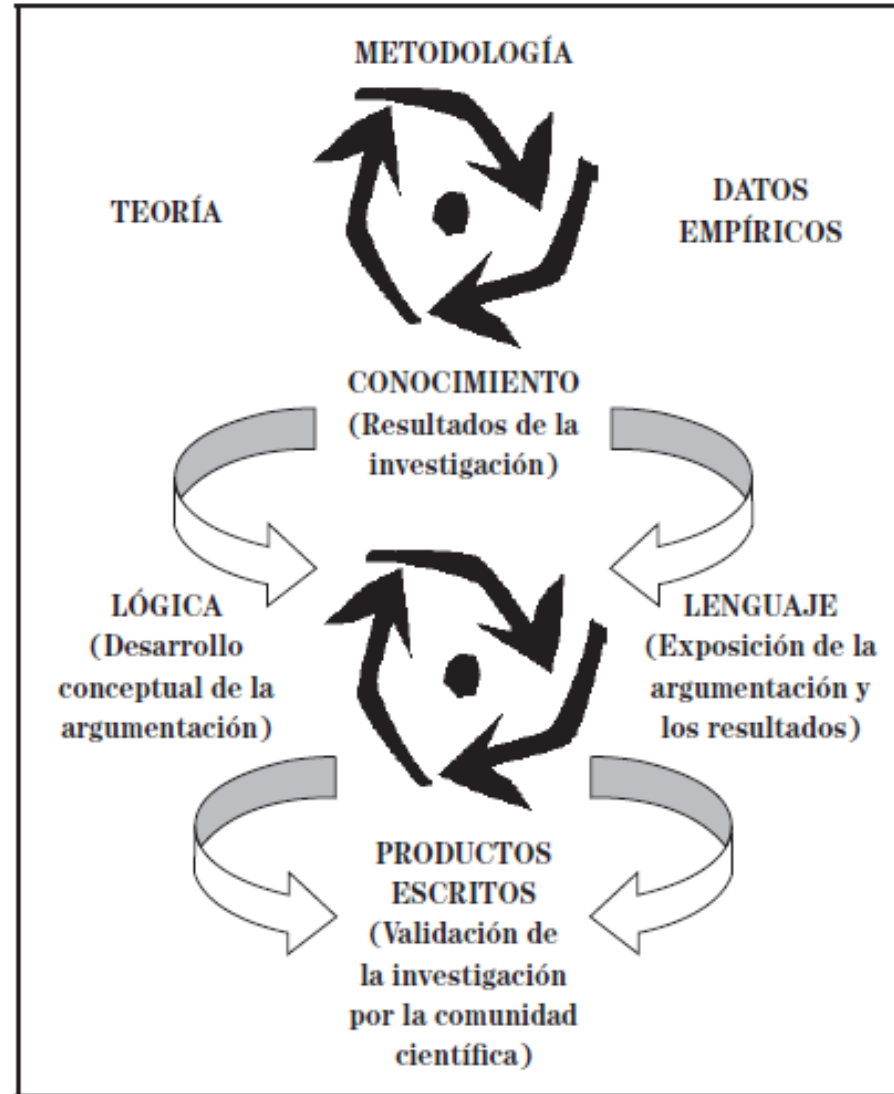 METODOLOGÍA
TEORÍA
DATOS
EMPÍRICOS
CONOCIMIENTO
(Resultados de la
investigación)
LÓGICA
(Desarrollo
conceptual de la
argumentación)
LENGUAJE
(Exposición de la
argumentación y
los resultados)
PRODUCTOS
ESCRITOS
(Validación de
la investigación
por la comunidad
científica)